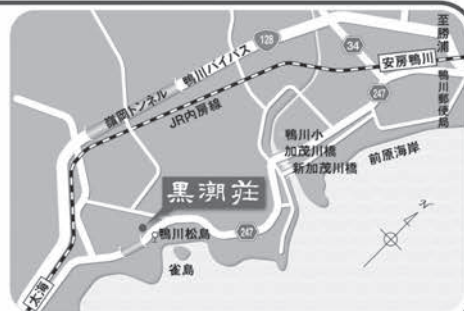 至勝浦
128
34
安房鴨川
鴨川バイパス
嶺岡トンネル
JR内房線
247
鴨川郵便局
鴨川小
加茂川橋
新加茂川橋
前原海岸
黒潮荘
鴨川松島
247
雀島
太海
N